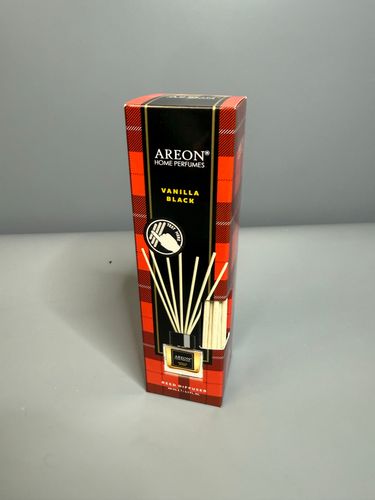 AREON®
HOME PERFUMES
VANILLA
BLACK
AREON
REED DIFFUSER